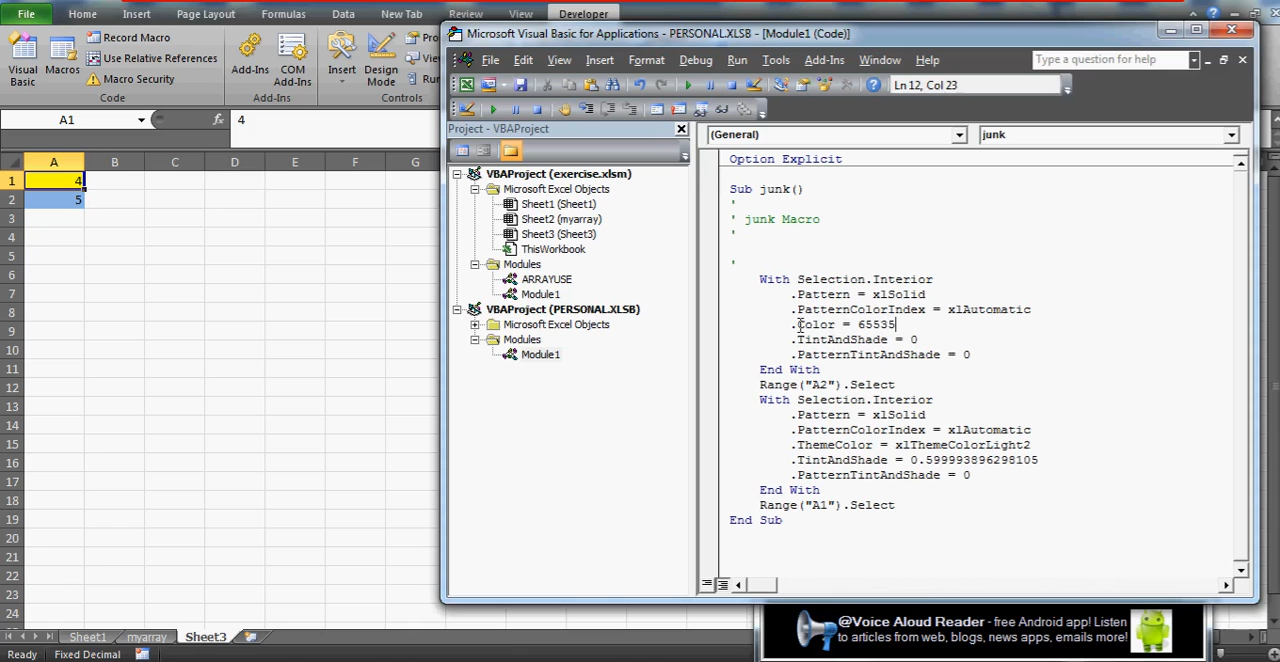 File Home Insert Page Layout Formulas Data New Tab Review View Developer
Visual Basic
Macros
Record Macro
Use Relative References
Macro Security
Code
Add-Ins
COM Add-Ins
Add-Ins
Insert
Design Mode
Controls
A1
fx 4
A B C D E F G
1 4
2 5
3
4
5
6
7
8
9
10
11
12
13
14
15
16
17
18
19
20
21
22
23
24
Sheet1 myarray Sheet3
Ready Fixed Decimal
Microsoft Visual Basic for Applications - PERSONAL.XLSB - [Module1 (Code)]
File Edit View Insert Format Debug Run Tools Add-Ins Window Help
Type a question for help
Ln 12, Col 23
Project - VBAProject
VBAProject (exercise.xlsm)
Microsoft Excel Objects
Sheet1 (Sheet1)
Sheet2 (myarray)
Sheet3 (Sheet3)
ThisWorkbook
Modules
ARRAYUSE
Module1
VBAProject (PERSONAL.XLSB)
Microsoft Excel Objects
Modules
Module1
(General) junk
Option Explicit
Sub junk()
'
' junk Macro
'
'
With Selection.Interior
.Pattern = xlSolid
.PatternColorIndex = xlAutomatic
.Color = 65535
.TintAndShade = 0
.PatternTintAndShade = 0
End With
Range("A2").Select
With Selection.Interior
.Pattern = xlSolid
.PatternColorIndex = xlAutomatic
.ThemeColor = xlThemeColorLight2
.TintAndShade = 0.599993896298105
.PatternTintAndShade = 0
End With
Range("A1").Select
End Sub
@Voice Aloud Reader - free Android app! Listen
to articles from web, blogs, news apps, emails more!